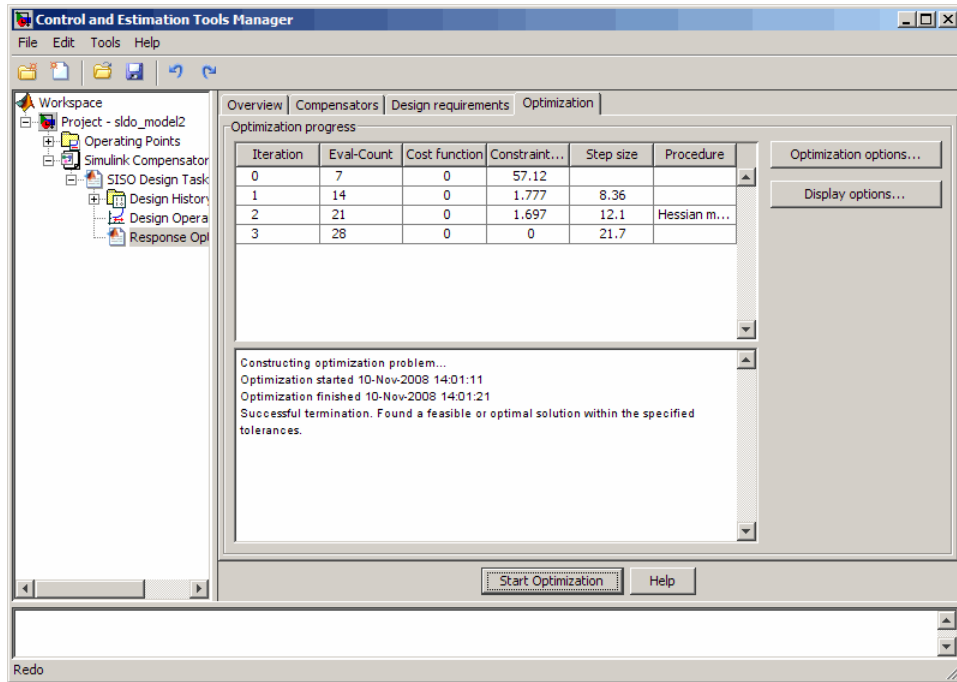 Control and Estimation Tools Manager
File Edit Tools Help
Workspace
Project - sldo_model2
Operating Points
Simulink Compensator
SISO Design Task
Design History
Design Opera
Response Opt
Overview Compensators Design requirements Optimization
Optimization progress
Iteration Eval-Count Cost function Constraint... Step size Procedure
0 7 0 57.12
1 14 0 1.777 8.36
2 21 0 1.697 12.1 Hessian m...
3 28 0 0 21.7
Optimization options...
Display options...
Constructing optimization problem...
Optimization started 10-Nov-2008 14:01:11
Optimization finished 10-Nov-2008 14:01:21
Successful termination. Found a feasible or optimal solution within the specified
tolerances.
Start Optimization Help
Redo